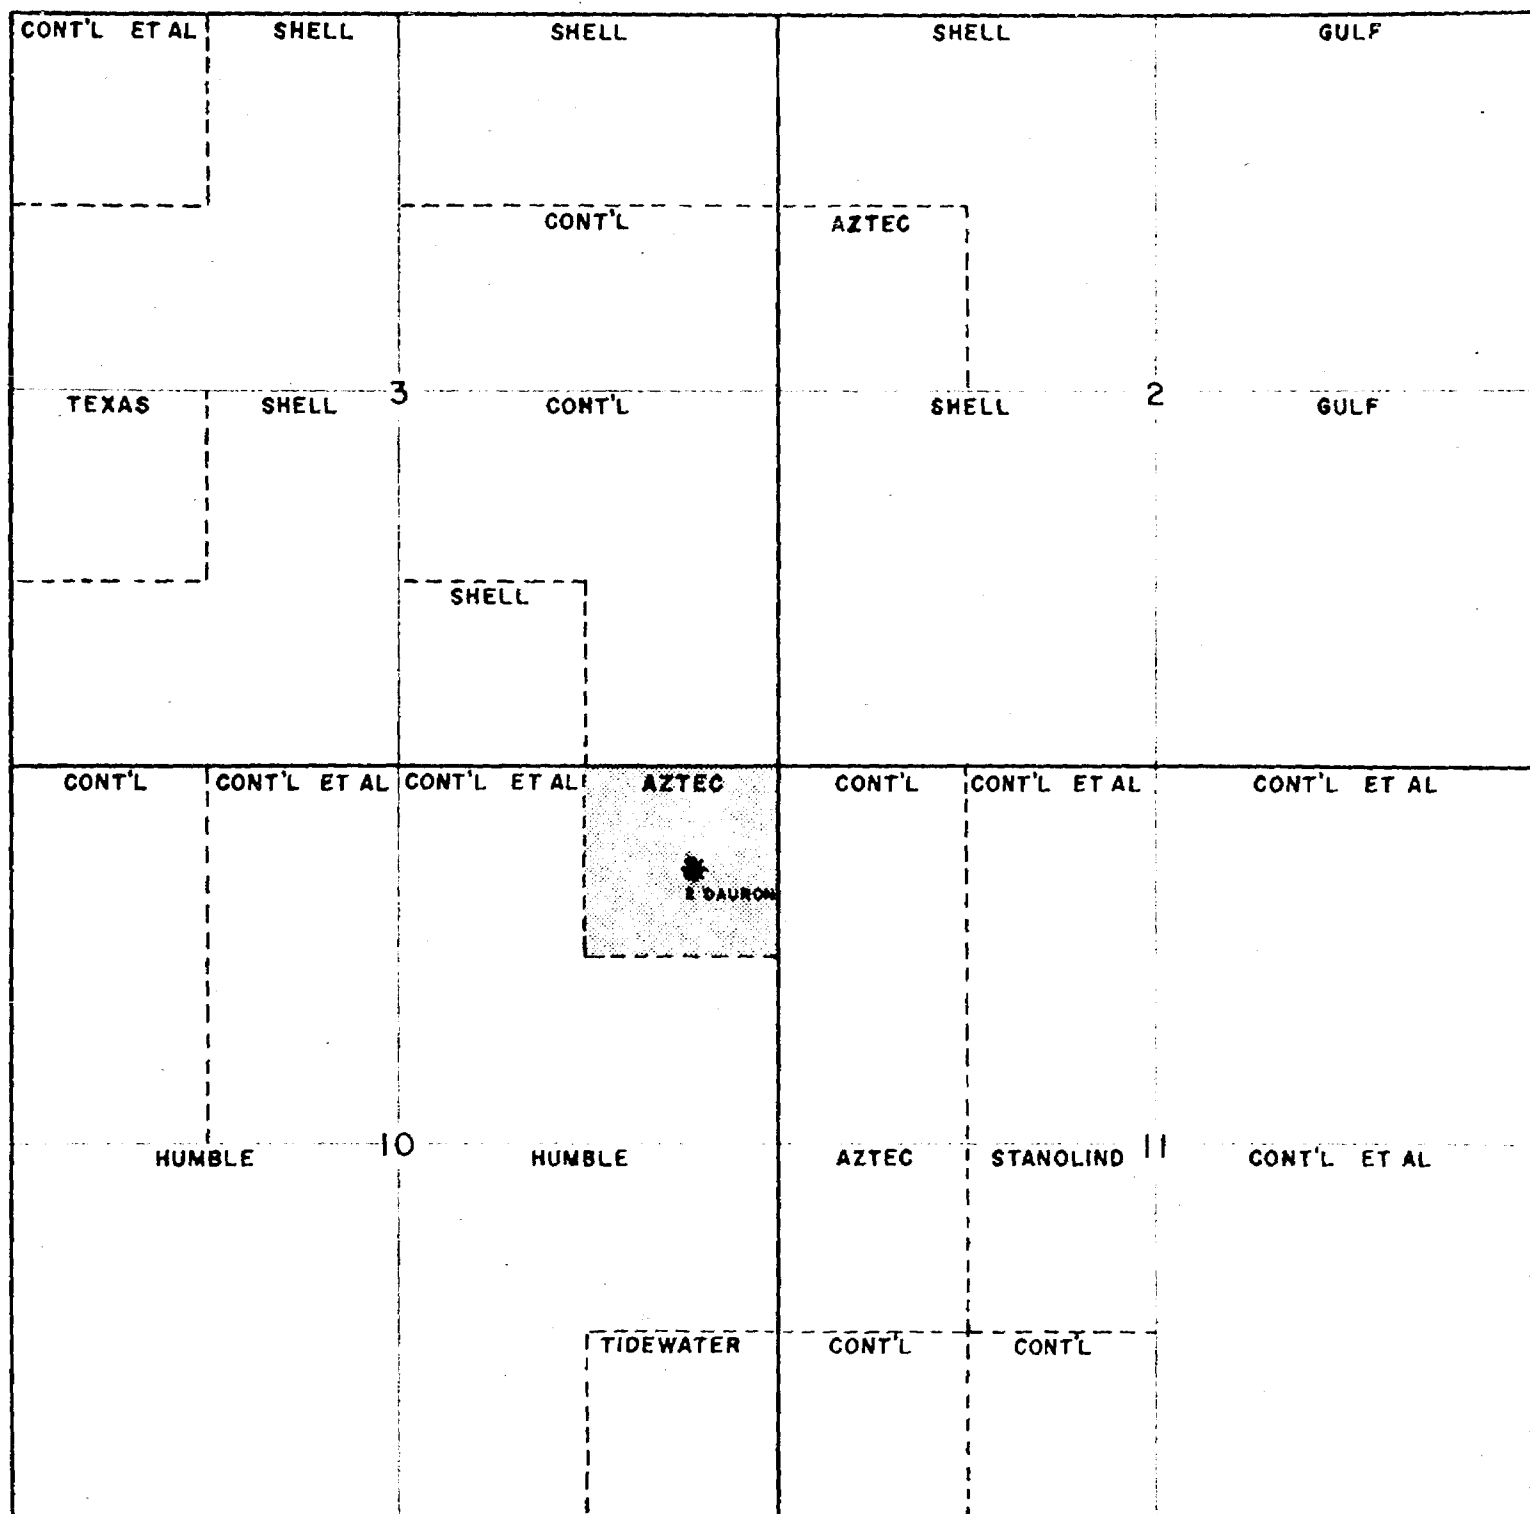 CONT'L ET AL SHELL SHELL SHELL GULF
CONT'L AZTEC
3 2
TEXAS SHELL CONT'L SHELL GULF
SHELL
CONT'L CONT'L ET AL CONT'L ET AL AZTEC CONT'L CONT'L ET AL CONT'L ET AL
DAURON
10 11
HUMBLE HUMBLE AZTEC STANOLIND CONT'L ET AL
TIDEWATER CONT'L CONT'L